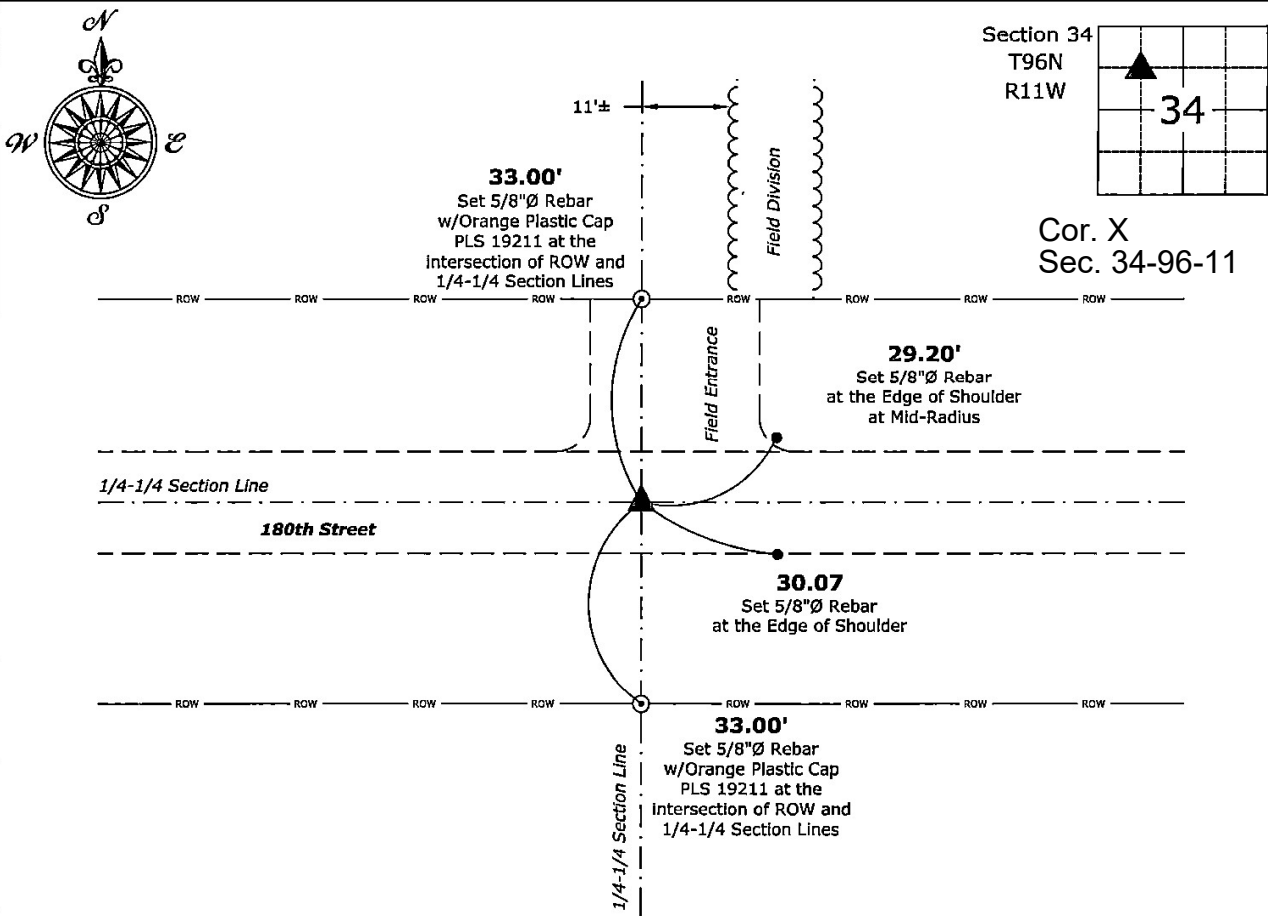 N
W
E
S
Section 34
T96N
R11W
34
Cor. X
Sec. 34-96-11
11'±
33.00'
Set 5/8"Ø Rebar
w/Orange Plastic Cap
PLS 19211 at the
intersection of ROW and
1/4-1/4 Section Lines
Field Division
ROW ROW ROW ROW ROW ROW ROW ROW
Field Entrance
29.20'
Set 5/8"Ø Rebar
at the Edge of Shoulder
at Mid-Radius
1/4-1/4 Section Line
180th Street
30.07
Set 5/8"Ø Rebar
at the Edge of Shoulder
ROW ROW ROW ROW ROW ROW ROW ROW
33.00'
Set 5/8"Ø Rebar
w/Orange Plastic Cap
PLS 19211 at the
intersection of ROW and
1/4-1/4 Section Lines
1/4-1/4 Section Line